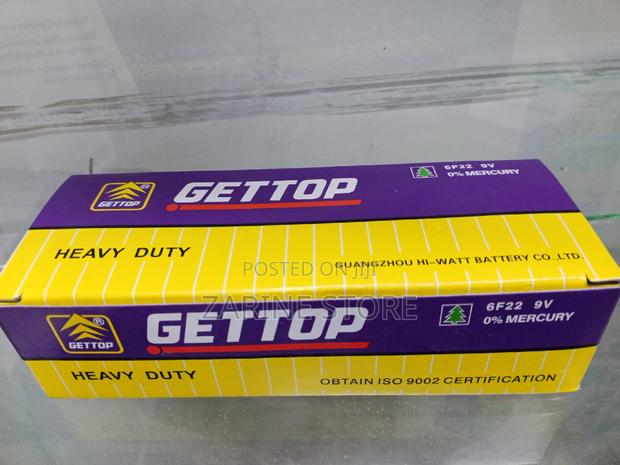 ®
GETTOP
GETTOP
6F22 9V
0% MERCURY
HEAVY DUTY
GUANGZHOU HI-WATT BATTERY CO.,LTD.
POSTED ON JIJI
ZARINE STORE
®
GETTOP
GETTOP
6F22 9V
0% MERCURY
HEAVY DUTY
OBTAIN ISO 9002 CERTIFICATION